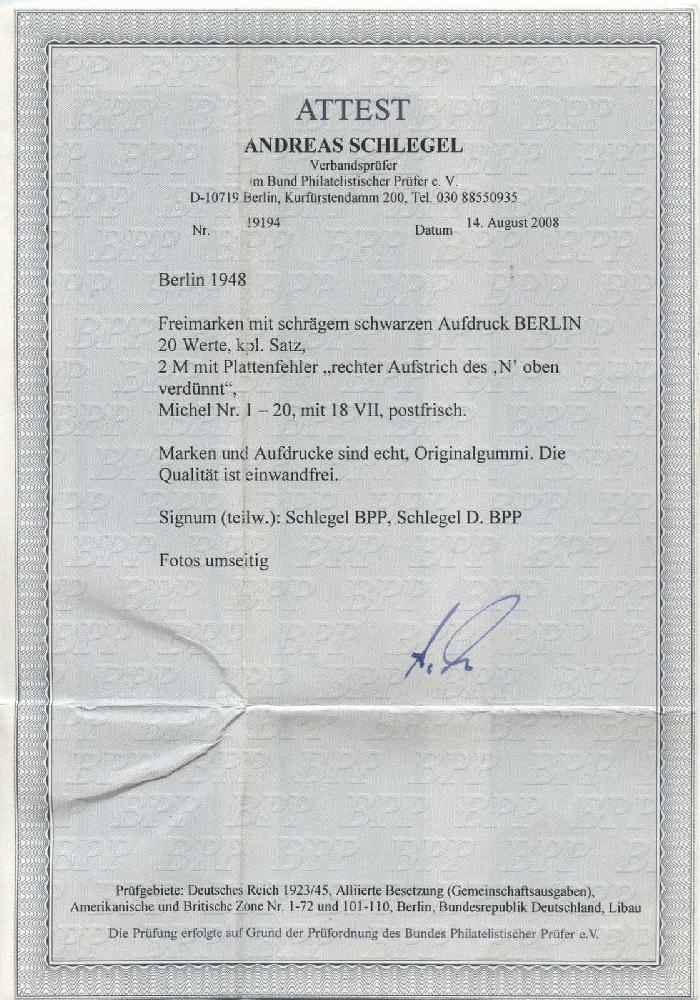 ATTEST
ANDREAS SCHLEGEL
Verbandsprüfer
im Bund Philatelistischer Prüfer e. V.
D-10719 Berlin, Kurfürstendamm 200, Tel. 030 88550935
Nr. 19194 Datum 14. August 2008
Berlin 1948
Freimarken mit schrägem schwarzen Aufdruck BERLIN
20 Werte, kpl. Satz,
2 M mit Plattenfehler „rechter Aufstrich des ‚N’ oben
verdünnt“,
Michel Nr. 1 – 20, mit 18 VII, postfrisch.
Marken und Aufdrucke sind echt, Originalgummi. Die
Qualität ist einwandfrei.
Signum (teilw.): Schlegel BPP, Schlegel D. BPP
Fotos umseitig
Prüfgebiete: Deutsches Reich 1923/45, Alliierte Besetzung (Gemeinschaftsausgaben),
Amerikanische und Britische Zone Nr. 1-72 und 101-110, Berlin, Bundesrepublik Deutschland, Libau
Die Prüfung erfolgte auf Grund der Prüfordnung des Bundes Philatelistischer Prüfer e.V.